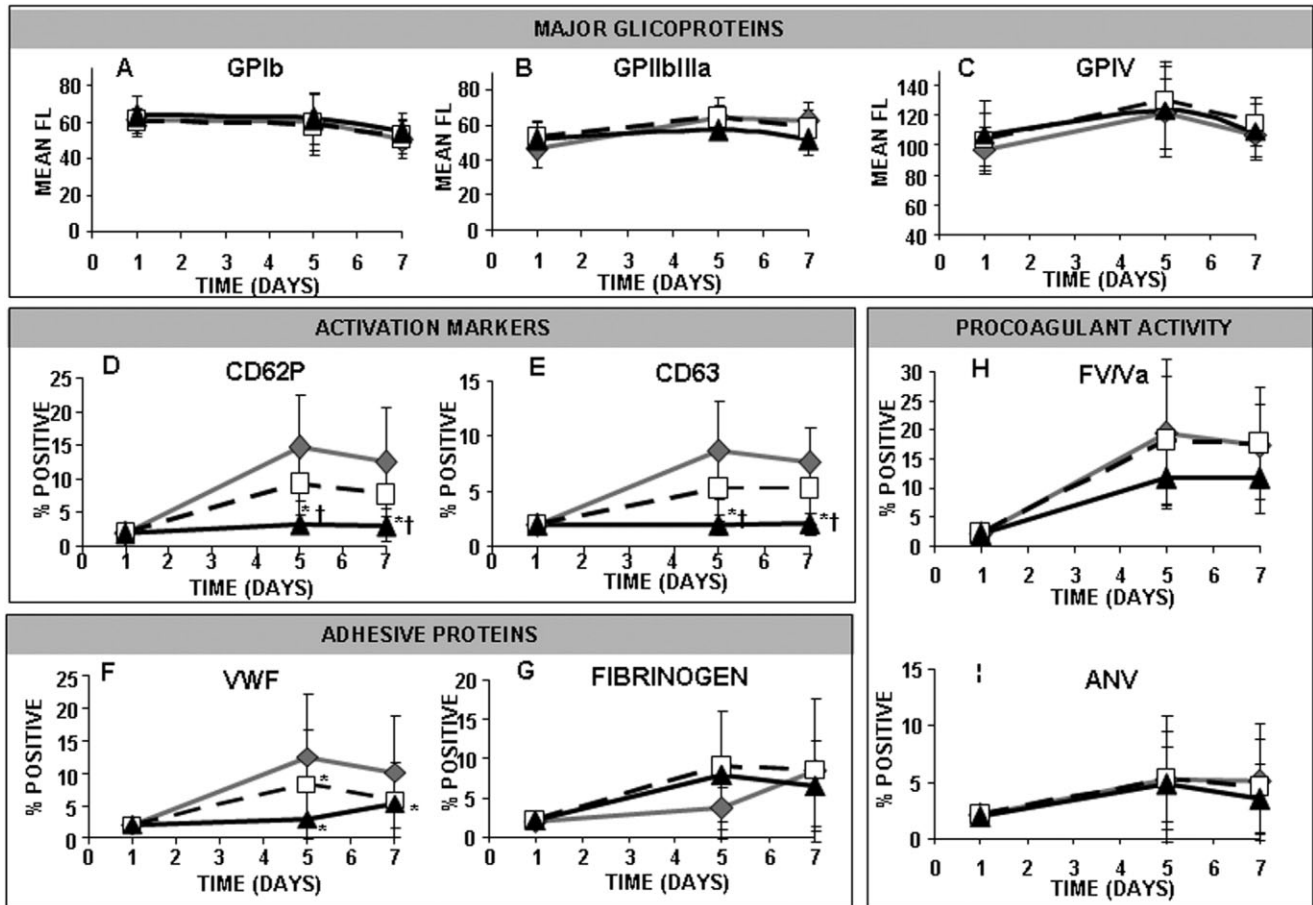 MAJOR GLICOPROTEINS
A GPIb
MEAN FL
80
60
40
20
0
0 1 2 3 4 5 6 7
TIME (DAYS)
B GPIIbIIIa
MEAN FL
80
60
40
20
0
0 1 2 3 4 5 6 7
TIME (DAYS)
C GPIV
MEAN FL
140
120
100
80
60
40
0 1 2 3 4 5 6 7
TIME (DAYS)
ACTIVATION MARKERS
D CD62P
% POSITIVE
25
20
15
10
5
0
*†
*†
0 1 2 3 4 5 6 7
TIME (DAYS)
E CD63
% POSITIVE
15
10
5
0
*†
*†
0 1 2 3 4 5 6 7
TIME (DAYS)
PROCOAGULANT ACTIVITY
H FV/Va
% POSITIVE
30
25
20
15
10
5
0
0 1 2 3 4 5 6 7
TIME (DAYS)
ADHESIVE PROTEINS
F VWF
% POSITIVE
25
20
15
10
5
0
*
*
*
0 1 2 3 4 5 6 7
TIME (DAYS)
G FIBRINOGEN
% POSITIVE
20
15
10
5
0
0 1 2 3 4 5 6 7
TIME (DAYS)
I ANV
% POSITIVE
15
10
5
0
0 1 2 3 4 5 6 7
TIME (DAYS)